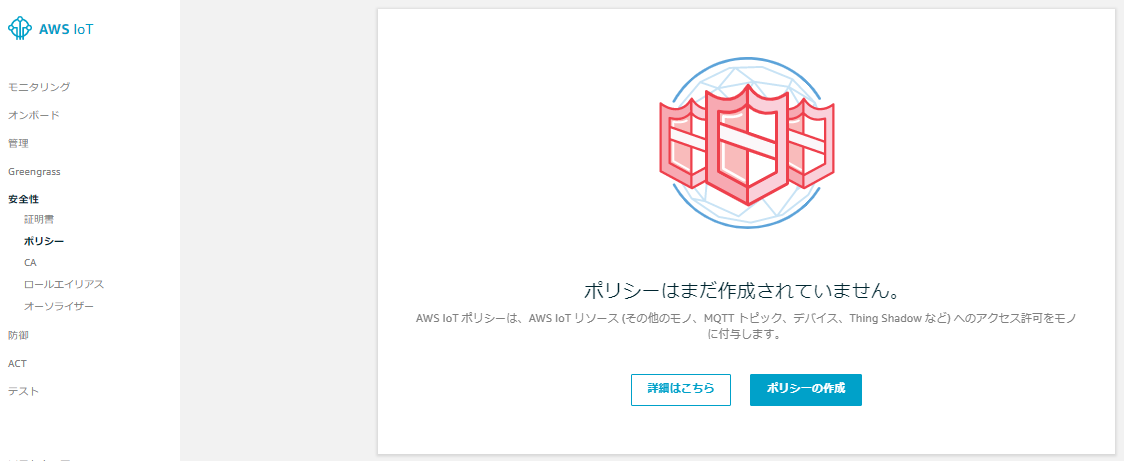 AWS IoT
モニタリング
オンボード
管理
Greengrass
安全性
証明書
ポリシー
CA
ロールエイリアス
オーソライザー
防御
ACT
テスト
ポリシーはまだ作成されていません。
AWS IoT ポリシーは、AWS IoT リソース (その他のモノ、MQTT トピック、デバイス、Thing Shadow など) へのアクセス許可をモノ
に付与します。
詳細はこちら
ポリシーの作成